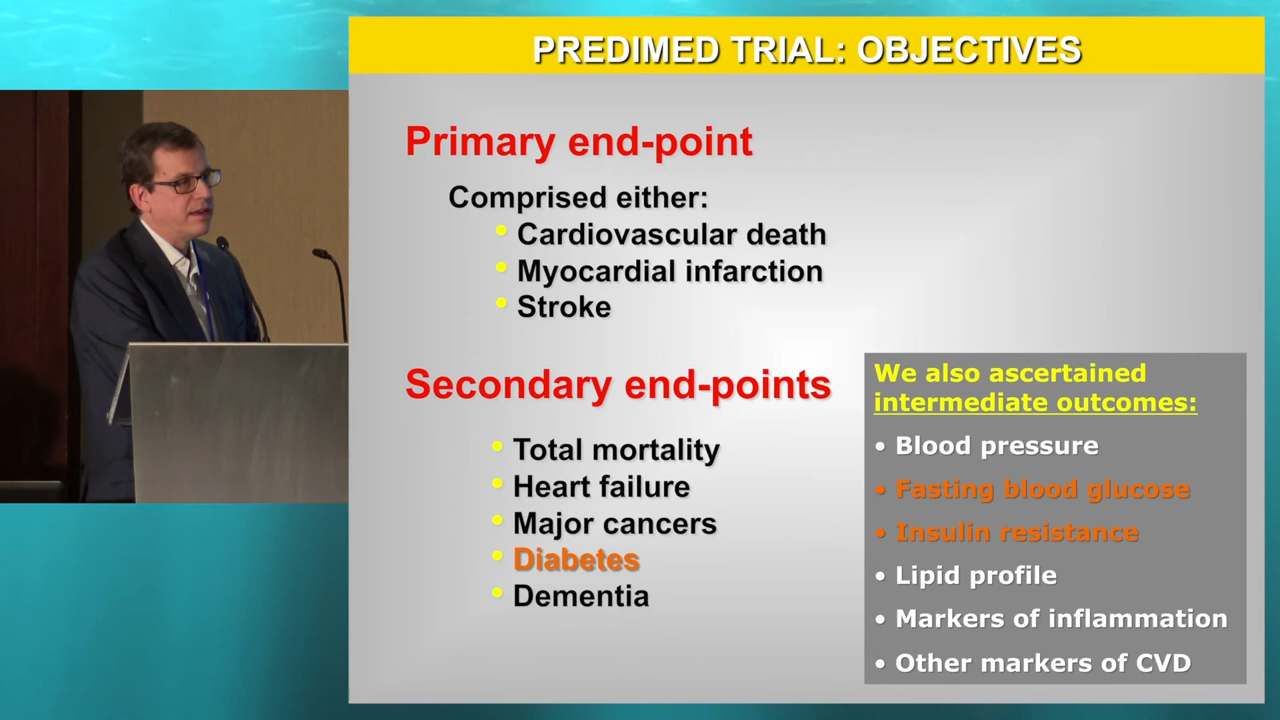 PREDIMED TRIAL: OBJECTIVES
Primary end-point
Comprised either:
• Cardiovascular death
• Myocardial infarction
• Stroke
Secondary end-points
• Total mortality
• Heart failure
• Major cancers
• Diabetes
• Dementia
We also ascertained
intermediate outcomes:
• Blood pressure
• Fasting blood glucose
• Insulin resistance
• Lipid profile
• Markers of inflammation
• Other markers of CVD